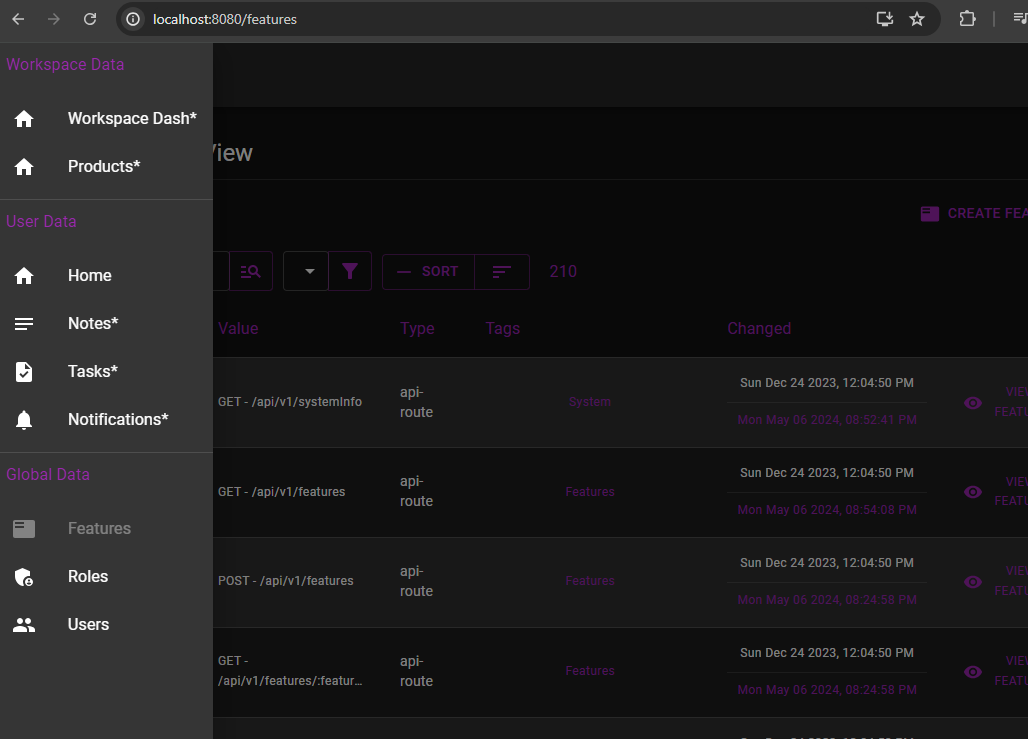 localhost:8080/features
Workspace Data
Workspace Dash*
Products*
User Data
Home
Notes*
Tasks*
Notifications*
Global Data
Features
Roles
Users
View
CREATE FEA
SORT
210
Value Type Tags Changed
GET - /api/v1/systemInfo
api-
route
System
Sun Dec 24 2023, 12:04:50 PM
Mon May 06 2024, 08:52:41 PM
VIEW
FEATU
GET - /api/v1/features
api-
route
Features
Sun Dec 24 2023, 12:04:50 PM
Mon May 06 2024, 08:54:08 PM
VIEW
FEATU
POST - /api/v1/features
api-
route
Features
Sun Dec 24 2023, 12:04:50 PM
Mon May 06 2024, 08:24:58 PM
VIEW
FEATU
GET -
/api/v1/features/:featur...
api-
route
Features
Sun Dec 24 2023, 12:04:50 PM
Mon May 06 2024, 08:24:58 PM
VIEW
FEATU